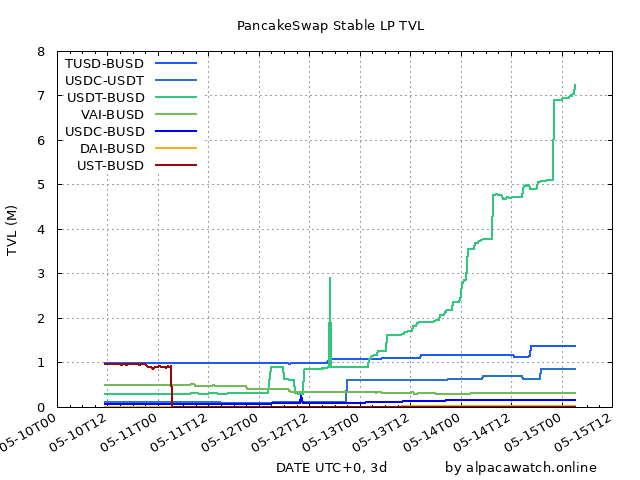 PancakeSwap Stable LP TVL
8
7
6
5
4
3
2
1
0
TVL (M)
TUSD-BUSD
USDC-USDT
USDT-BUSD
VAI-BUSD
USDC-BUSD
DAI-BUSD
UST-BUSD
05-10T00
05-10T12
05-11T00
05-11T12
05-12T00
05-12T12
05-13T00
05-13T12
05-14T00
05-14T12
05-15T00
05-15T12
DATE UTC+0, 3d
by alpacawatch.online